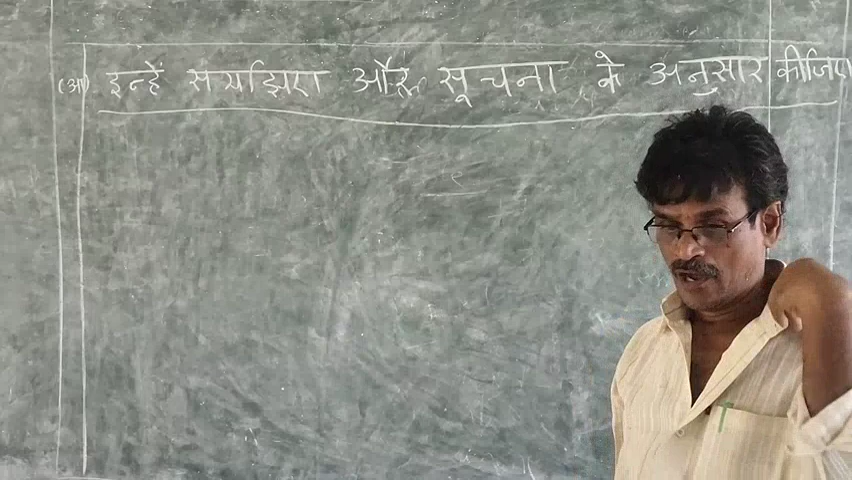 (आ) इन्हें समझिए और सूचना के अनुसार कीजिए